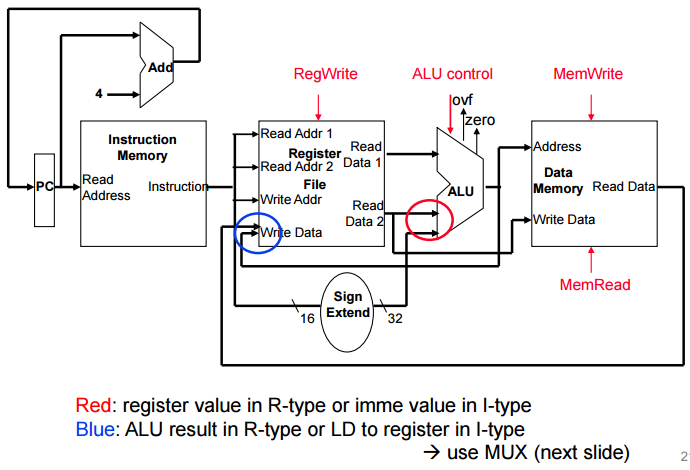 RegWrite
ALU control
MemWrite
Add
ovf
zero
4
Instruction
Memory
Read Addr 1
Register
Read
Data 1
Address
PC
Read
Address
Instruction
Read Addr 2
File
ALU
Data
Memory
Read Data
Write Addr
Read
Data 2
Write Data
Write Data
MemRead
Sign
Extend
16
32
Red: register value in R-type or imme value in I-type
Blue: ALU result in R-type or LD to register in I-type
→ use MUX (next slide)
2